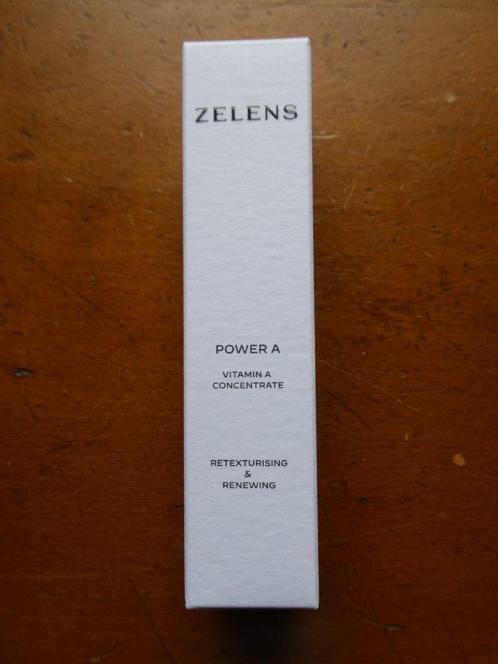 ZELENS
POWER A
VITAMIN A
CONCENTRATE
RETEXTURISING
&
RENEWING